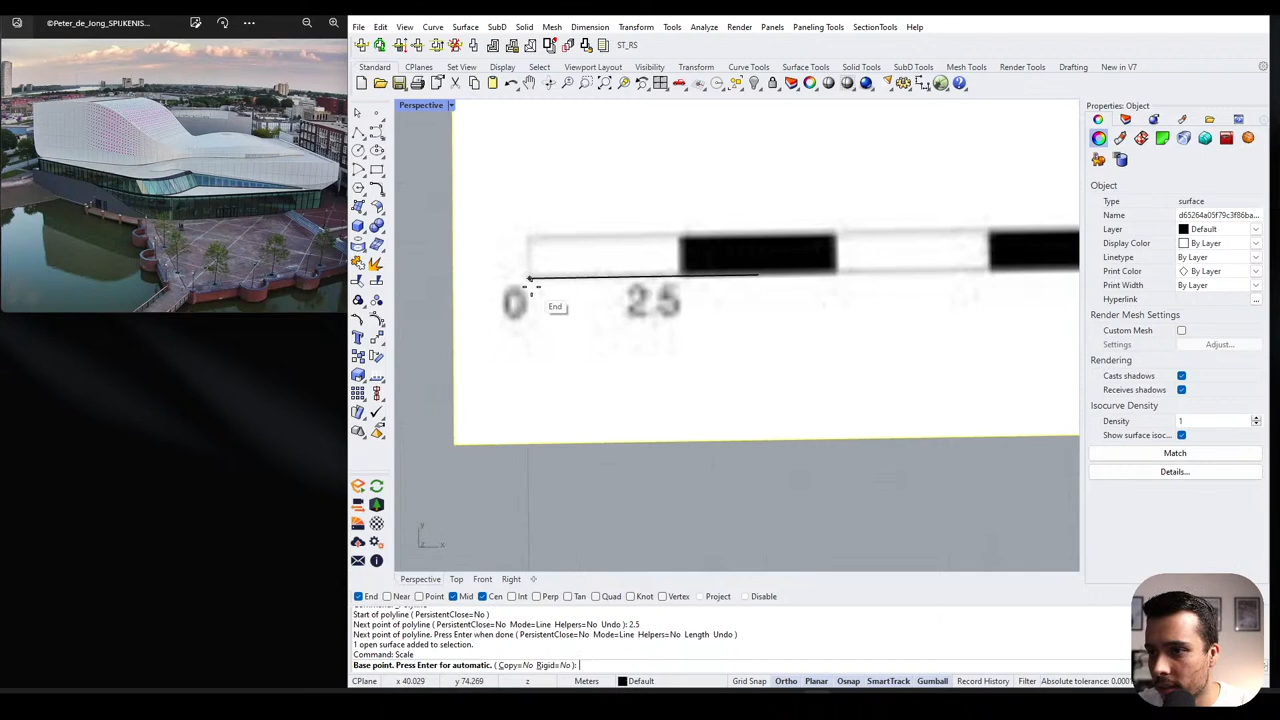 ©Peter_de_Jong_SPIJKENIS...
File Edit View Curve Surface SubD Solid Mesh Dimension Transform Tools Analyze Render Panels Paneling Tools SectionTools Help
ST_RS
Standard CPlanes Set View Display Select Viewport Layout Visibility Transform Curve Tools Surface Tools Solid Tools SubD Tools Mesh Tools Render Tools Drafting New in V7
Perspective
Properties: Object
Object
Type surface
Name d65264a05f79c3f86ba...
Layer Default
Display Color By Layer
Linetype By Layer
Print Color By Layer
Print Width By Layer
Hyperlink ...
Render Mesh Settings
Custom Mesh
Settings Adjust...
Rendering
Casts shadows
Receives shadows
Isocurve Density
Density 1
Show surface isoc...
Match
Details...
0 2.5
End
y
z x
Perspective Top Front Right
End Near Point Mid Cen Int Perp Tan Quad Knot Vertex Project Disable
Start of polyline ( PersistentClose=No )
Next point of polyline ( PersistentClose=No Mode=Line Helpers=No Undo ): 2.5
Next point of polyline. Press Enter when done ( PersistentClose=No Mode=Line Helpers=No Length Undo )
1 open surface added to selection.
Command: Scale
Base point. Press Enter for automatic. ( Copy=No Rigid=No ):
CPlane x 40.029 y 74.269 z Meters Default Grid Snap Ortho Planar Osnap SmartTrack Gumball Record History Filter Absolute tolerance: 0.0001